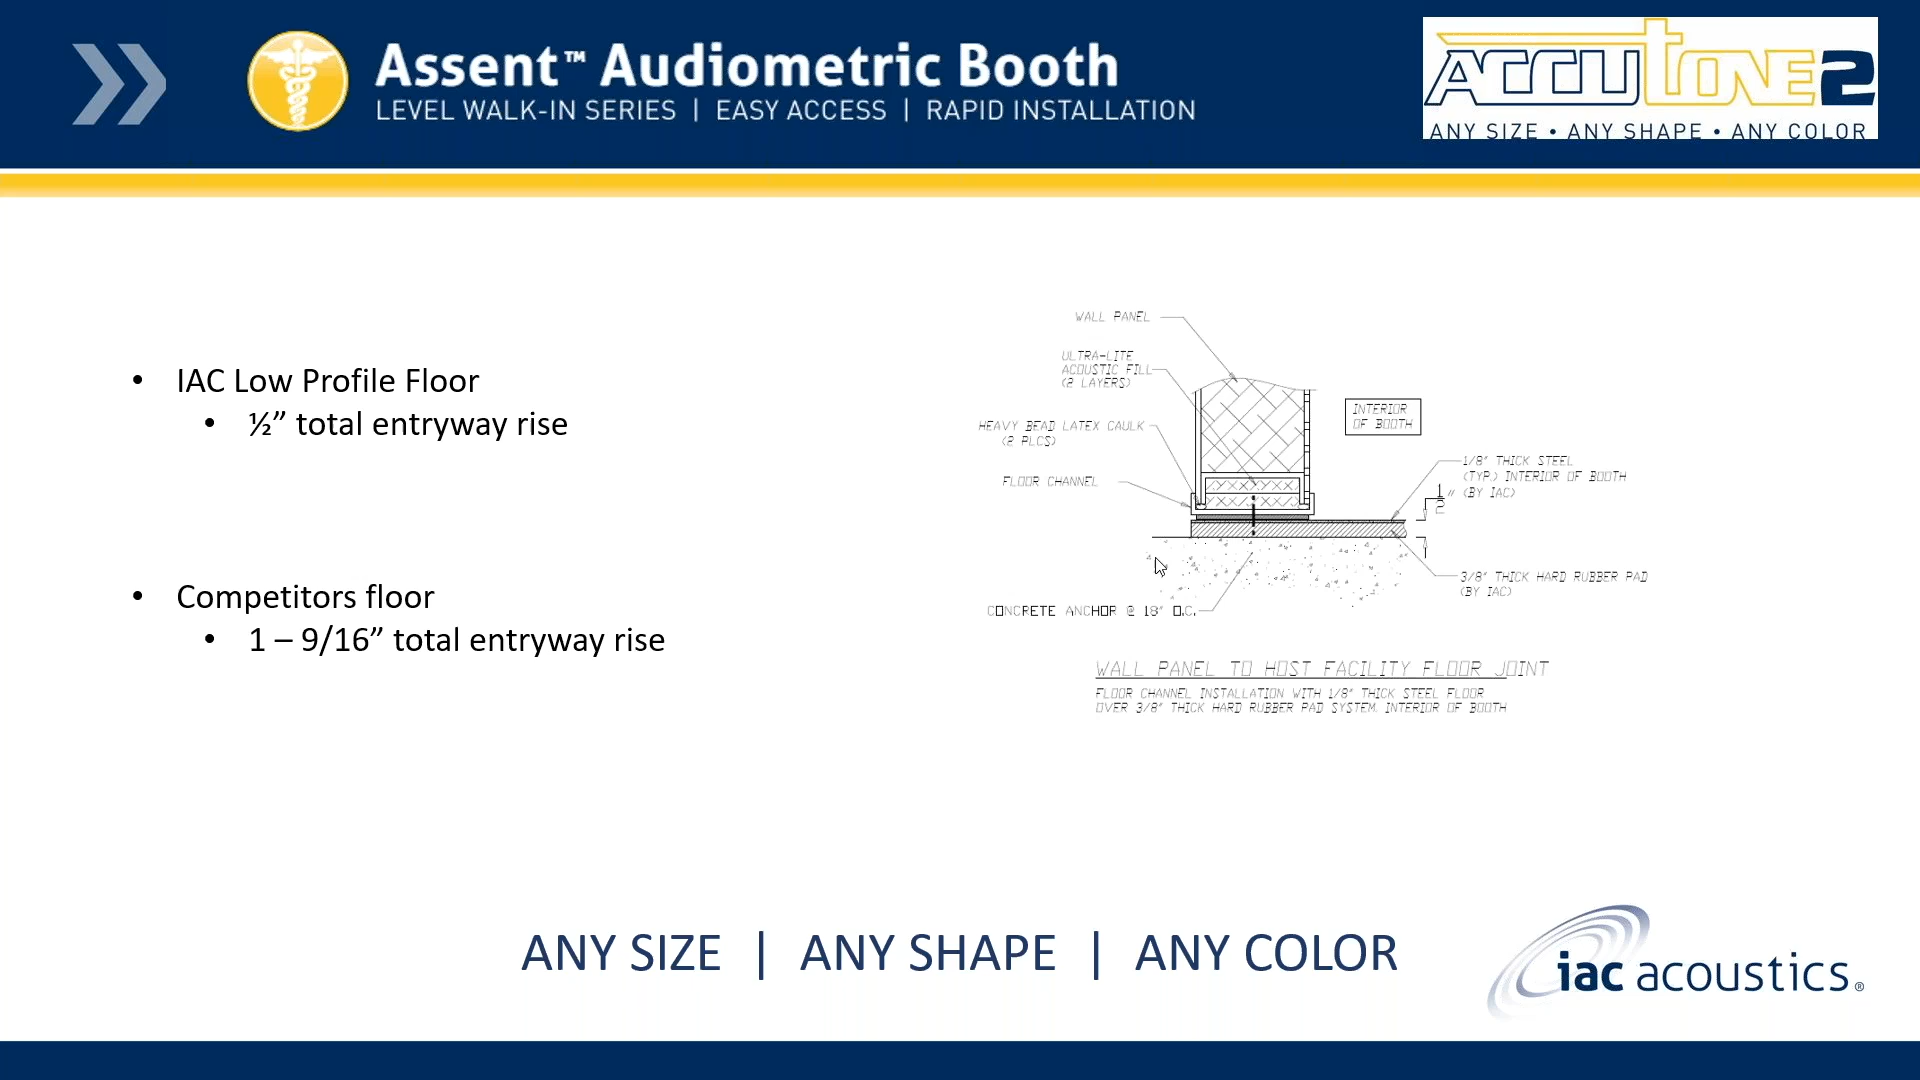 Assent™ Audiometric Booth
LEVEL WALK-IN SERIES | EASY ACCESS | RAPID INSTALLATION
ACCUtONE2
ANY SIZE • ANY SHAPE • ANY COLOR
• IAC Low Profile Floor
• ½” total entryway rise
• Competitors floor
• 1 – 9/16” total entryway rise
WALL PANEL
ULTRA-LITE
ACOUSTIC FILL
(2 LAYERS)
HEAVY BEAD LATEX CAULK
(2 PLCS)
FLOOR CHANNEL
INTERIOR
OF BOOTH
1/8" THICK STEEL
(TYP.) INTERIOR OF BOOTH
(BY IAC)
1/2"
3/8" THICK HARD RUBBER PAD
(BY IAC)
CONCRETE ANCHOR @ 18" O.C.
WALL PANEL TO HOST FACILITY FLOOR JOINT
FLOOR CHANNEL INSTALLATION WITH 1/8" THICK STEEL FLOOR
OVER 3/8" THICK HARD RUBBER PAD SYSTEM. INTERIOR OF BOOTH
ANY SIZE | ANY SHAPE | ANY COLOR
iac acoustics®